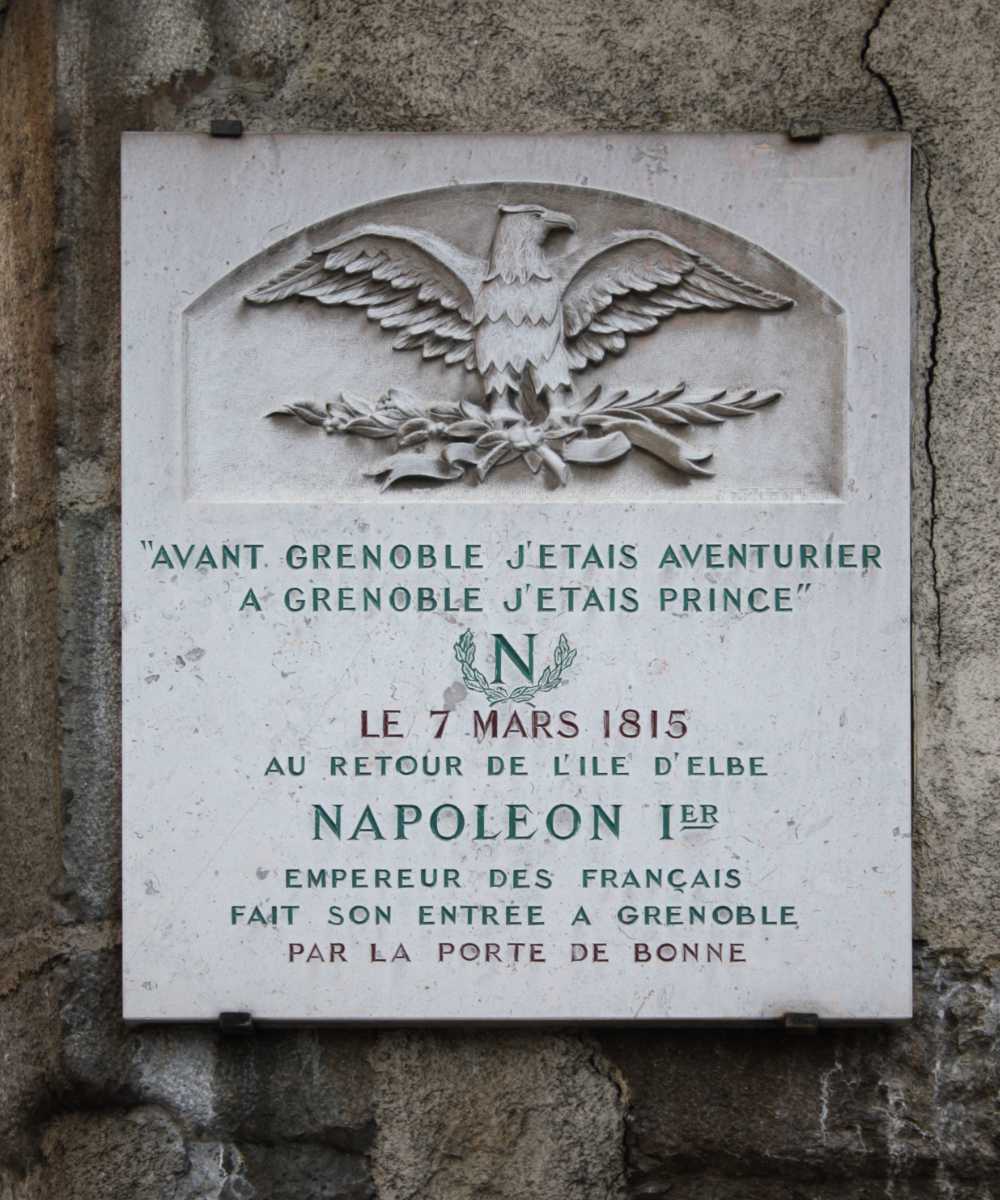 "AVANT GRENOBLE J'ETAIS AVENTURIER
A GRENOBLE J'ETAIS PRINCE"
N
LE 7 MARS 1815
AU RETOUR DE L'ILE D'ELBE
NAPOLEON IER
EMPEREUR DES FRANÇAIS
FAIT SON ENTRÉE A GRENOBLE
PAR LA PORTE DE BONNE